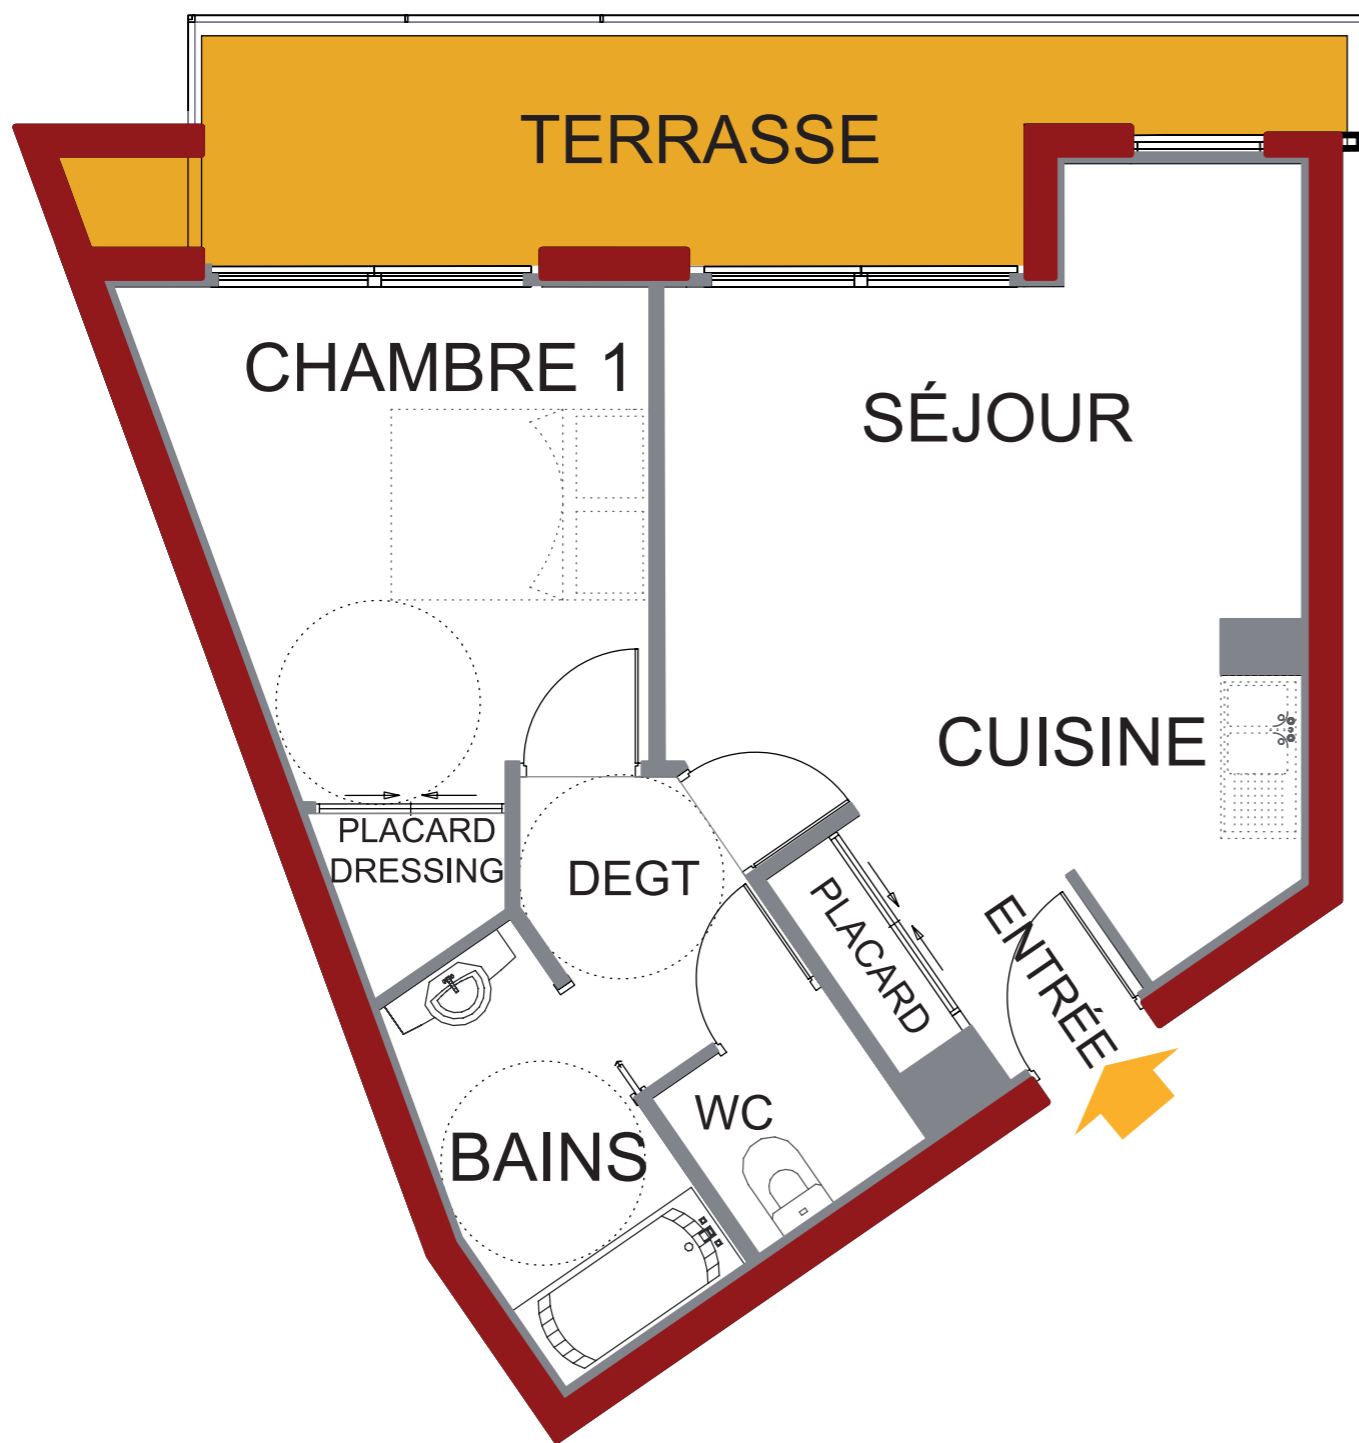 TERRASSE
CHAMBRE 1
SÉJOUR
CUISINE
PLACARD
DRESSING
DEGT
PLACARD
ENTRÉE
WC
BAINS